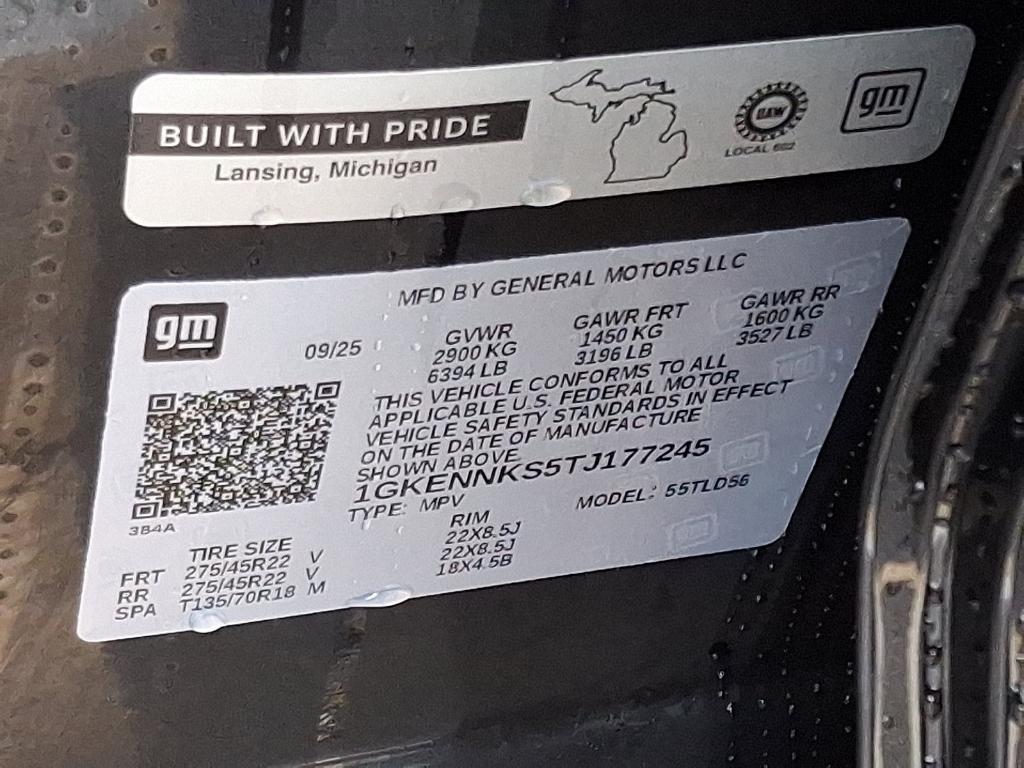 BUILT WITH PRIDE
Lansing, Michigan
UAW
LOCAL 602
gm
gm
MFD BY GENERAL MOTORS LLC
09/25
GVWR
2900 KG
6394 LB
GAWR FRT
1450 KG
3196 LB
GAWR RR
1600 KG
3527 LB
THIS VEHICLE CONFORMS TO ALL
APPLICABLE U.S. FEDERAL MOTOR
VEHICLE SAFETY STANDARDS IN EFFECT
ON THE DATE OF MANUFACTURE
SHOWN ABOVE
1GKENNKS5TJ177245
TYPE: MPV MODEL: 55TLD56
3B4A
TIRE SIZE RIM
FRT 275/45R22 V 22X8.5J
RR 275/45R22 V 22X8.5J
SPA T135/70R18 M 18X4.5B